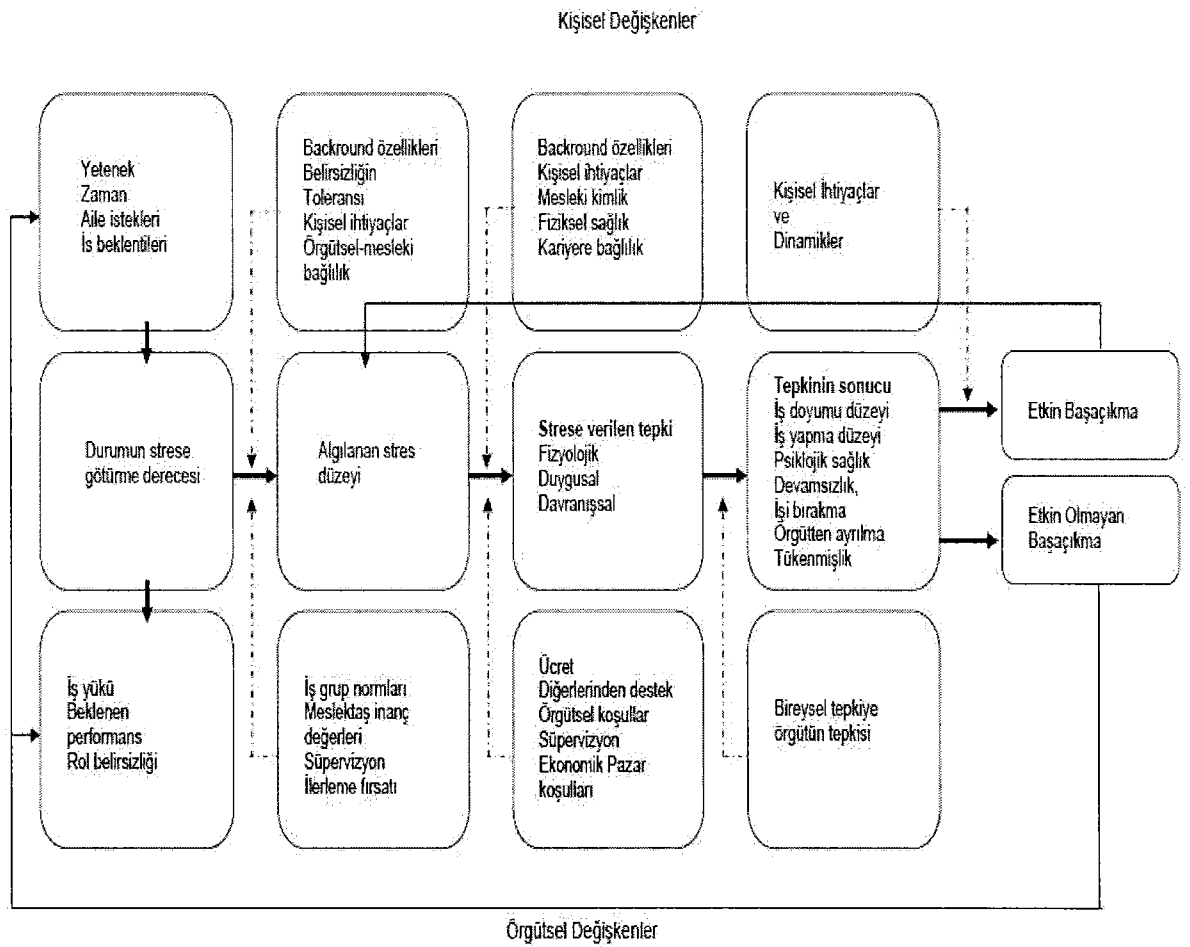 Kişisel Değişkenler
Yetenek
Zaman
Aile istekleri
İs beklentileri
Backround özellikleri
Belirsizliğin
Toleransı
Kişisel ihtiyaçlar
Örgütsel-mesleki
bağlılık
Backround özellikleri
Kişisel ihtiyaçlar
Mesleki kimlik
Fiziksel sağlık
Kariyere bağlılık
Kişisel İhtiyaçlar
ve
Dinamikler
Durumun strese
götürme derecesi
Algılanan stres
düzeyi
Strese verilen tepki
Fizyolojik
Duygusal
Davranışsal
Tepkinin sonucu
İş doyumu düzeyi
İş yapma düzeyi
Psiklojik sağlık
Devamsızlık,
İşi bırakma
Örgütten ayrılma
Tükenmişlik
Etkin Başaçıkma
Etkin Olmayan
Başaçıkma
İş yükü
Beklenen
performans
Rol belirsizliği
İş grup normları
Meslektaş inanç
değerleri
Süpervizyon
İlerleme fırsatı
Ücret
Diğerlerinden destek
Örgütsel koşullar
Süpervizyon
Ekonomik Pazar
koşulları
Bireysel tepkiye
örgütün tepkisi
Örgütsel Değişkenler